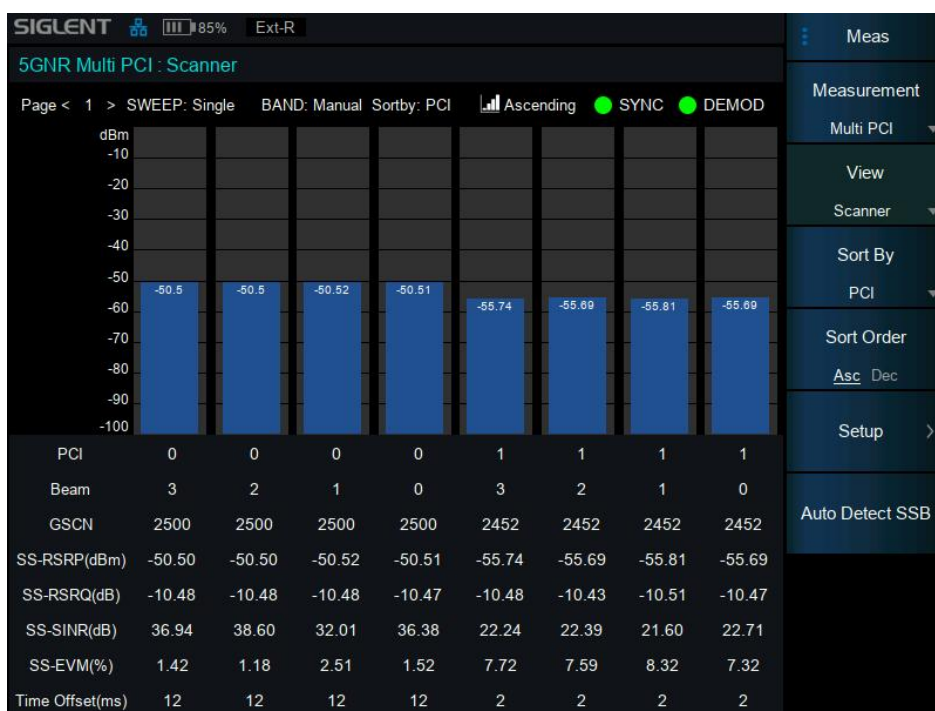 SIGLENT 85% Ext-R
5GNR Multi PCI : Scanner
Page < 1 > SWEEP: Single BAND: Manual Sortby: PCI Ascending SYNC DEMOD
dBm
-10
-20
-30
-40
-50
-60
-70
-80
-90
-100
-50.5 -50.5 -50.52 -50.51 -55.74 -55.69 -55.81 -55.69
PCI 0 0 0 0 1 1 1 1
Beam 3 2 1 0 3 2 1 0
GSCN 2500 2500 2500 2500 2452 2452 2452 2452
SS-RSRP(dBm) -50.50 -50.50 -50.52 -50.51 -55.74 -55.69 -55.81 -55.69
SS-RSRQ(dB) -10.48 -10.48 -10.48 -10.47 -10.48 -10.43 -10.51 -10.47
SS-SINR(dB) 36.94 38.60 32.01 36.38 22.24 22.39 21.60 22.71
SS-EVM(%) 1.42 1.18 2.51 1.52 7.72 7.59 8.32 7.32
Time Offset(ms) 12 12 12 12 2 2 2 2
Meas
Measurement
Multi PCI
View
Scanner
Sort By
PCI
Sort Order
Asc Dec
Setup >
Auto Detect SSB